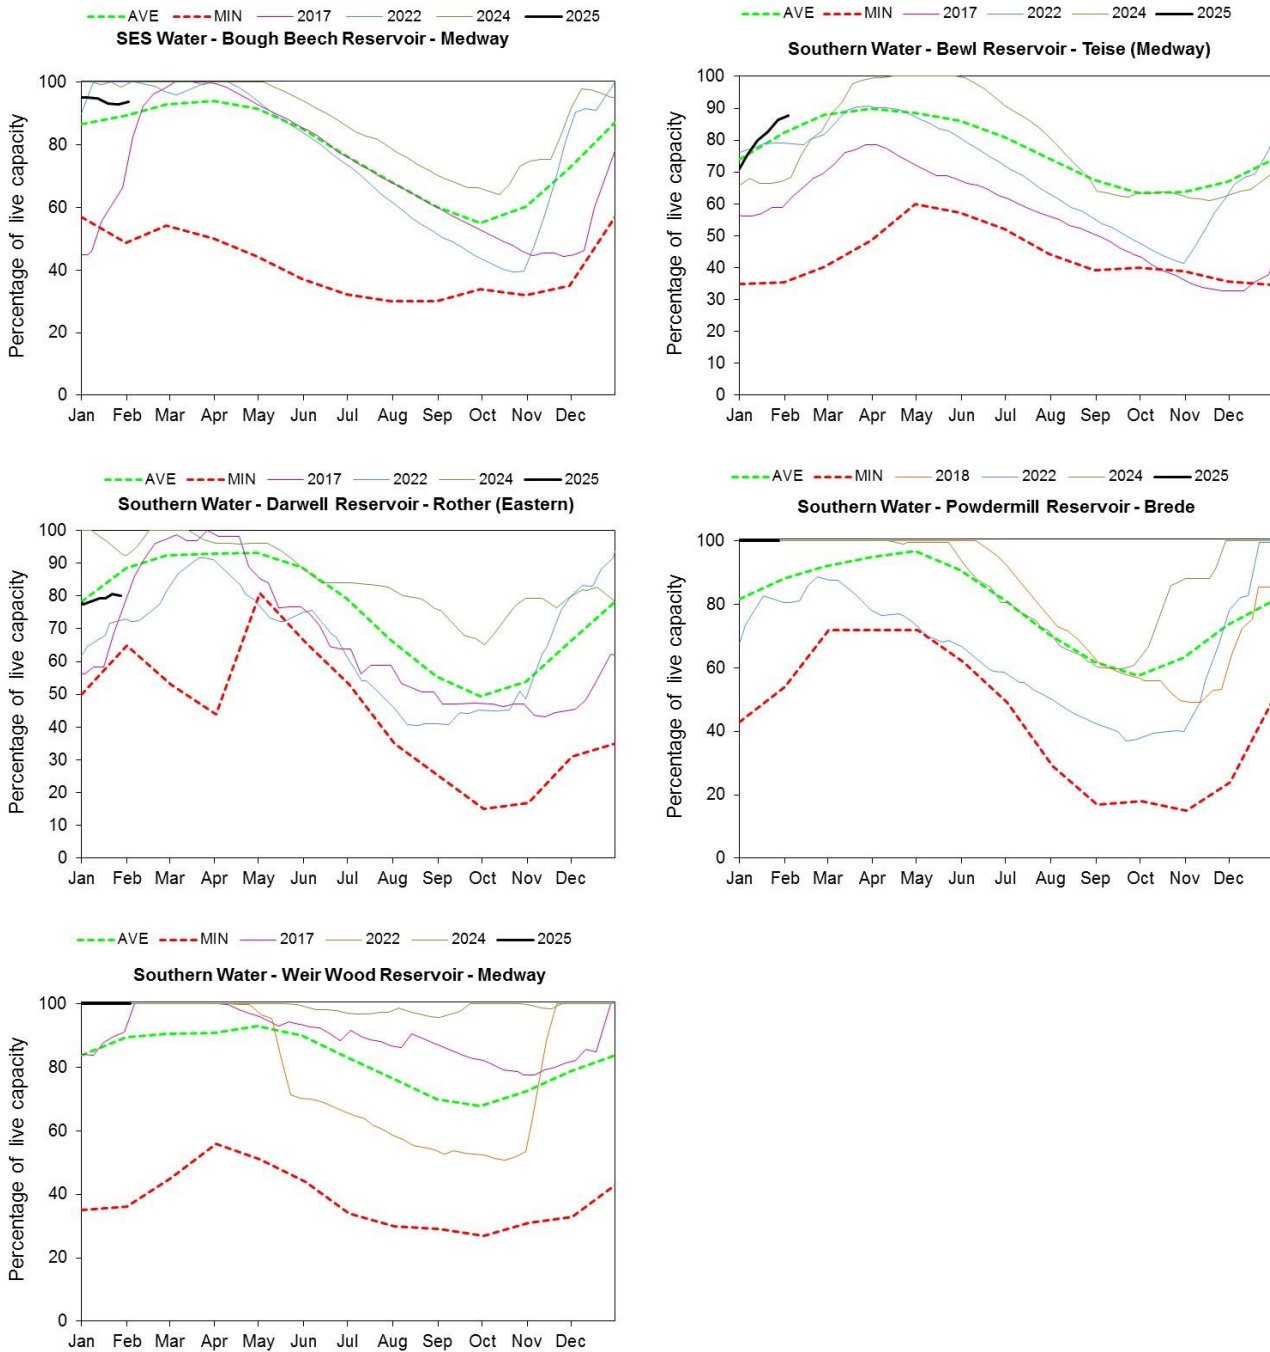 AVE MIN 2017 2022 2024 2025
SES Water - Bough Beech Reservoir - Medway
Percentage of live capacity
100
80
60
40
20
0
Jan Feb Mar Apr May Jun Jul Aug Sep Oct Nov Dec
AVE MIN 2017 2022 2024 2025
Southern Water - Bewl Reservoir - Teise (Medway)
Percentage of live capacity
100
90
80
70
60
50
40
30
20
10
0
Jan Feb Mar Apr May Jun Jul Aug Sep Oct Nov Dec
AVE MIN 2017 2022 2024 2025
Southern Water - Darwell Reservoir - Rother (Eastern)
Percentage of live capacity
100
90
80
70
60
50
40
30
20
10
0
Jan Feb Mar Apr May Jun Jul Aug Sep Oct Nov Dec
AVE MIN 2018 2022 2024 2025
Southern Water - Powdermill Reservoir - Brede
Percentage of live capacity
100
80
60
40
20
0
Jan Feb Mar Apr May Jun Jul Aug Sep Oct Nov Dec
AVE MIN 2017 2022 2024 2025
Southern Water - Weir Wood Reservoir - Medway
Percentage of live capacity
100
80
60
40
20
0
Jan Feb Mar Apr May Jun Jul Aug Sep Oct Nov Dec